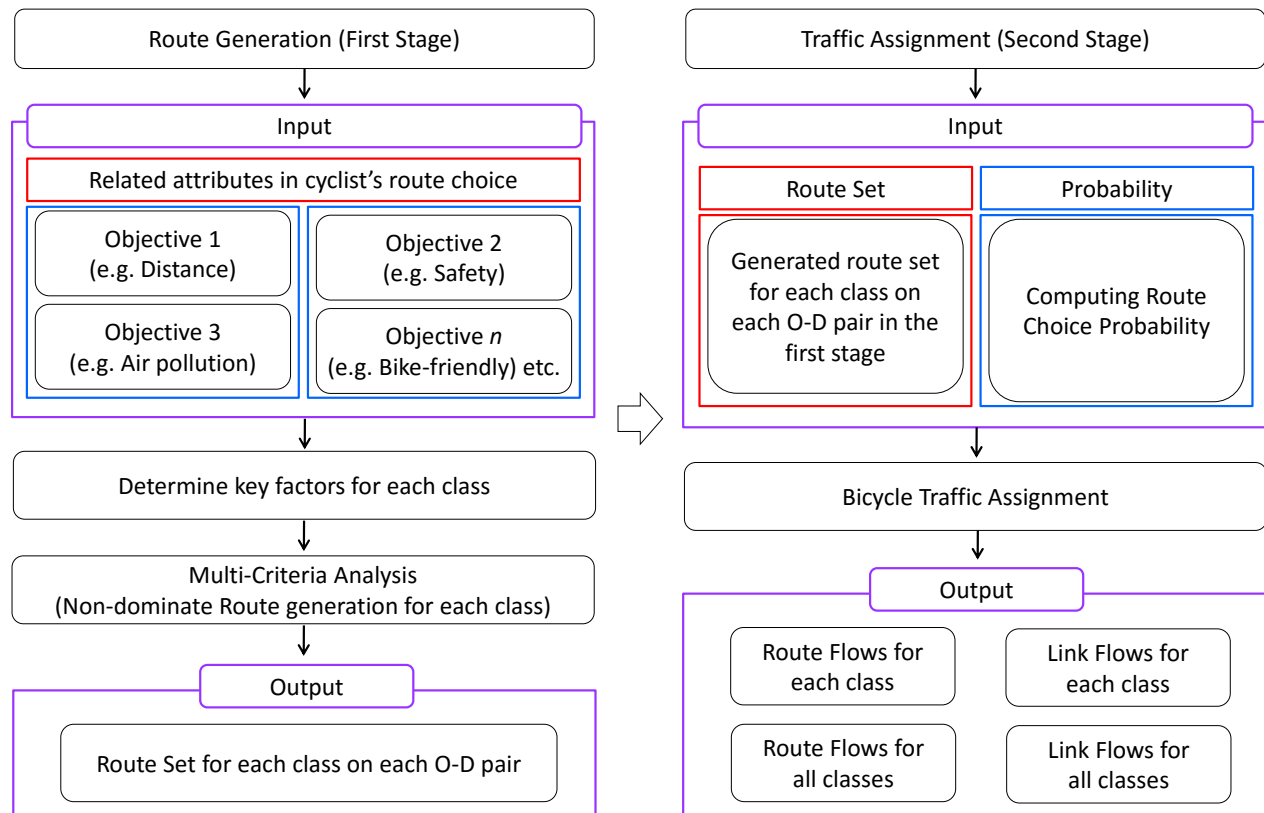 Route Generation (First Stage)
Input
Related attributes in cyclist's route choice
Objective 1
(e.g. Distance)
Objective 2
(e.g. Safety)
Objective 3
(e.g. Air pollution)
Objective n
(e.g. Bike-friendly) etc.
Determine key factors for each class
Multi-Criteria Analysis
(Non-dominate Route generation for each class)
Output
Route Set for each class on each O-D pair
Traffic Assignment (Second Stage)
Input
Route Set
Probability
Generated route set
for each class on
each O-D pair in the
first stage
Computing Route
Choice Probability
Bicycle Traffic Assignment
Output
Route Flows for
each class
Link Flows for
each class
Route Flows for
all classes
Link Flows for
all classes